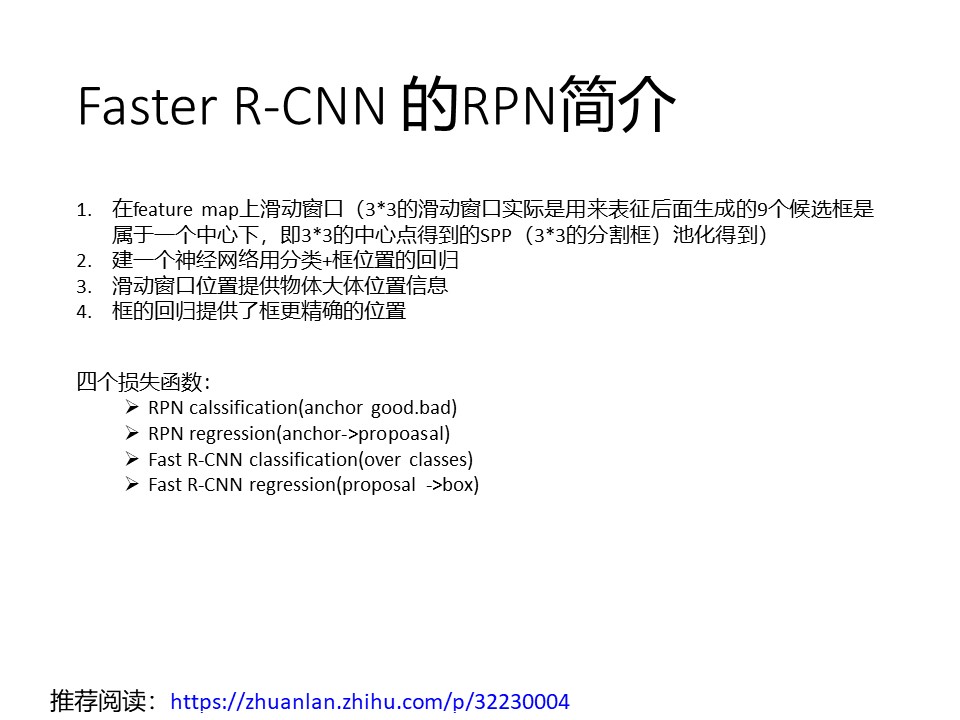 Faster R-CNN 的RPN简介
1. 在feature map上滑动窗口（3*3的滑动窗口实际是用来表征后面生成的9个候选框是
属于一个中心下，即3*3的中心点得到的SPP（3*3的分割框）池化得到）
2. 建一个神经网络用分类+框位置的回归
3. 滑动窗口位置提供物体大体位置信息
4. 框的回归提供了框更精确的位置
四个损失函数：
➢ RPN calssification(anchor good.bad)
➢ RPN regression(anchor->propoasal)
➢ Fast R-CNN classification(over classes)
➢ Fast R-CNN regression(proposal ->box)
推荐阅读：https://zhuanlan.zhihu.com/p/32230004